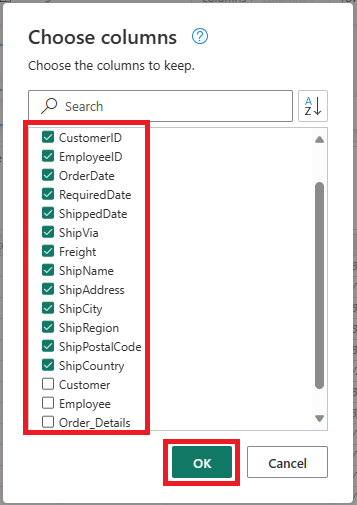 Choose columns
Choose the columns to keep.
Search
A
Z
CustomerID
EmployeeID
OrderDate
RequiredDate
ShippedDate
ShipVia
Freight
ShipName
ShipAddress
ShipCity
ShipRegion
ShipPostalCode
ShipCountry
Customer
Employee
Order_Details
OK
Cancel